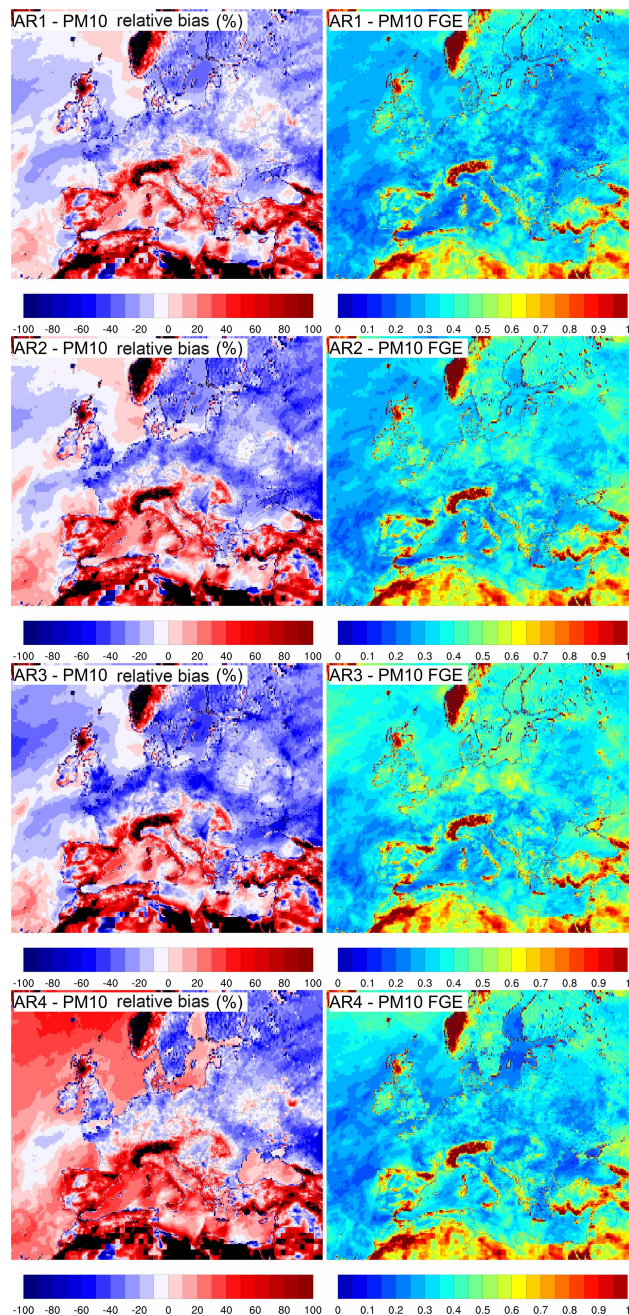 AR1 - PM10 relative bias (%) AR1 - PM10 FGE
-100 -80 -60 -40 -20 0 20 40 60 80 100 0 0.1 0.2 0.3 0.4 0.5 0.6 0.7 0.8 0.9 1
AR2 - PM10 relative bias (%) AR2 - PM10 FGE
-100 -80 -60 -40 -20 0 20 40 60 80 100 0 0.1 0.2 0.3 0.4 0.5 0.6 0.7 0.8 0.9 1
AR3 - PM10 relative bias (%) AR3 - PM10 FGE
-100 -80 -60 -40 -20 0 20 40 60 80 100 0 0.1 0.2 0.3 0.4 0.5 0.6 0.7 0.8 0.9 1
AR4 - PM10 relative bias (%) AR4 - PM10 FGE
-100 -80 -60 -40 -20 0 20 40 60 80 100 0 0.1 0.2 0.3 0.4 0.5 0.6 0.7 0.8 0.9 1